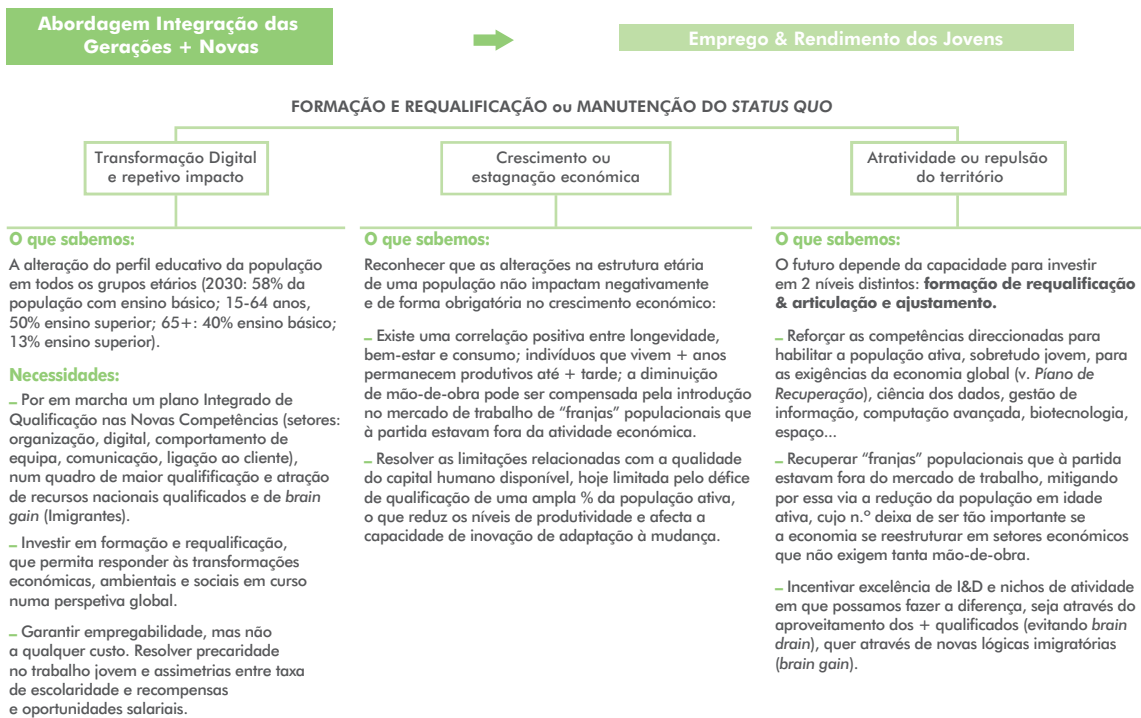 Abordagem Integração das
Gerações + Novas
Emprego & Rendimento dos Jovens
FORMAÇÃO E REQUALIFICAÇÃO ou MANUTENÇÃO DO STATUS QUO
Transformação Digital
e repetivo impacto
Crescimento ou
estagnação económica
Atratividade ou repulsão
do território
O que sabemos:
A alteração do perfil educativo da população
em todos os grupos etários (2030: 58% da
população com ensino básico; 15-64 anos,
50% ensino superior; 65+: 40% ensino básico;
13% ensino superior).
Necessidades:
– Por em marcha um plano Integrado de
Qualificação nas Novas Competências (setores:
organização, digital, comportamento de
equipa, comunicação, ligação ao cliente),
num quadro de maior qualifificação e atração
de recursos nacionais qualificados e de brain
gain (Imigrantes).
– Investir em formação e requalificação,
que permita responder às transformações
económicas, ambientais e sociais em curso
numa perspetiva global.
– Garantir empregabilidade, mas não
a qualquer custo. Resolver precaridade
no trabalho jovem e assimetrias entre taxa
de escolaridade e recompensas
e oportunidades salariais.
O que sabemos:
Reconhecer que as alterações na estrutura etária
de uma população não impactam negativamente
e de forma obrigatória no crescimento económico:
– Existe uma correlação positiva entre longevidade,
bem-estar e consumo; indivíduos que vivem + anos
permanecem produtivos até + tarde; a diminuição
de mão-de-obra pode ser compensada pela introdução
no mercado de trabalho de “franjas” populacionais que
à partida estavam fora da atividade económica.
– Resolver as limitações relacionadas com a qualidade
do capital humano disponível, hoje limitada pelo défice
de qualificação de uma ampla % da população ativa,
o que reduz os níveis de produtividade e afecta a
capacidade de inovação de adaptação à mudança.
O que sabemos:
O futuro depende da capacidade para investir
em 2 níveis distintos: formação de requalificação
& articulação e ajustamento.
– Reforçar as competências direccionadas para
habilitar a população ativa, sobretudo jovem, para
as exigências da economia global (v. Píano de
Recuperação), ciência dos dados, gestão de
informação, computação avançada, biotecnologia,
espaço...
– Recuperar “franjas” populacionais que à partida
estavam fora do mercado de trabalho, mitigando
por essa via a redução da população em idade
ativa, cujo n.º deixa de ser tão importante se
a economia se reestruturar em setores económicos
que não exigem tanta mão-de-obra.
– Incentivar excelência de I&D e nichos de atividade
em que possamos fazer a diferença, seja através do
aproveitamento dos + qualificados (evitando brain
drain), quer através de novas lógicas imigratórias
(brain gain).